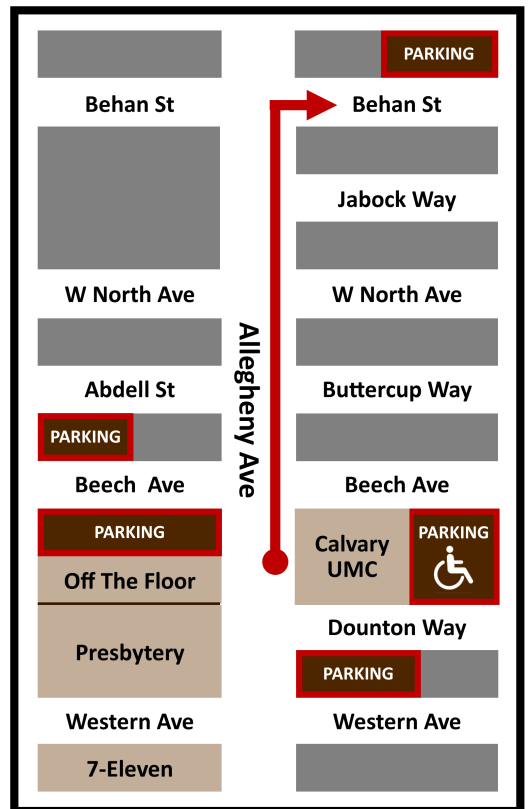 PARKING
Behan St
Behan St
Jabock Way
W North Ave
W North Ave
Allegheny Ave
Abdell St
Buttercup Way
PARKING
Beech Ave
Beech Ave
PARKING
Off The Floor
Calvary
UMC
PARKING
Dounton Way
Presbytery
PARKING
Western Ave
Western Ave
7-Eleven